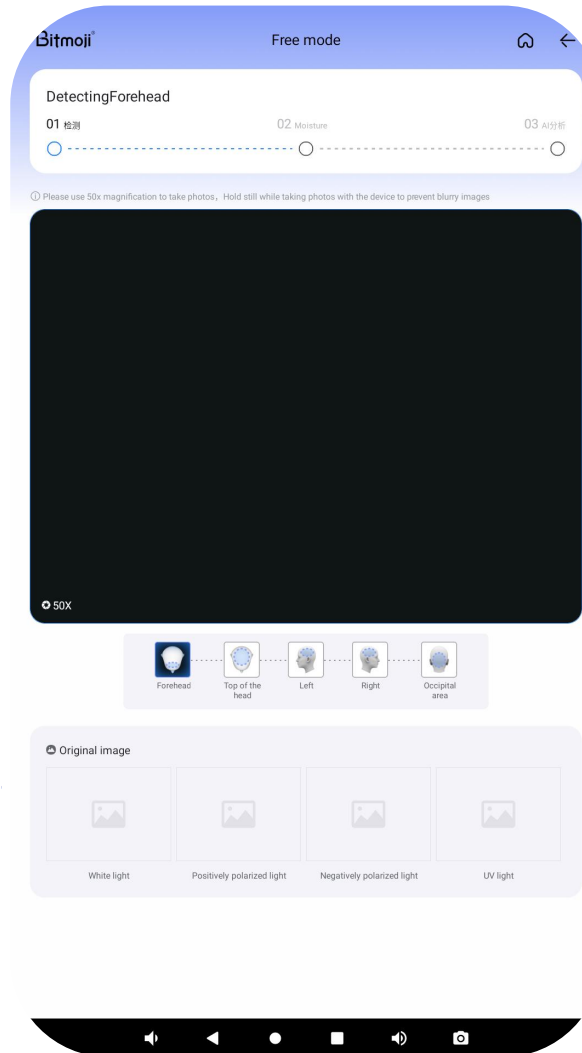 Bitmoji®
Free mode
DetectingForehead
01 检测
02 Moisture
03 AI分析
Please use 50x magnification to take photos，Hold still while taking photos with the device to prevent blurry images
50X
Forehead
Top of the
head
Left
Right
Occipital
area
Original image
White light
Positively polarized light
Negatively polarized light
UV light